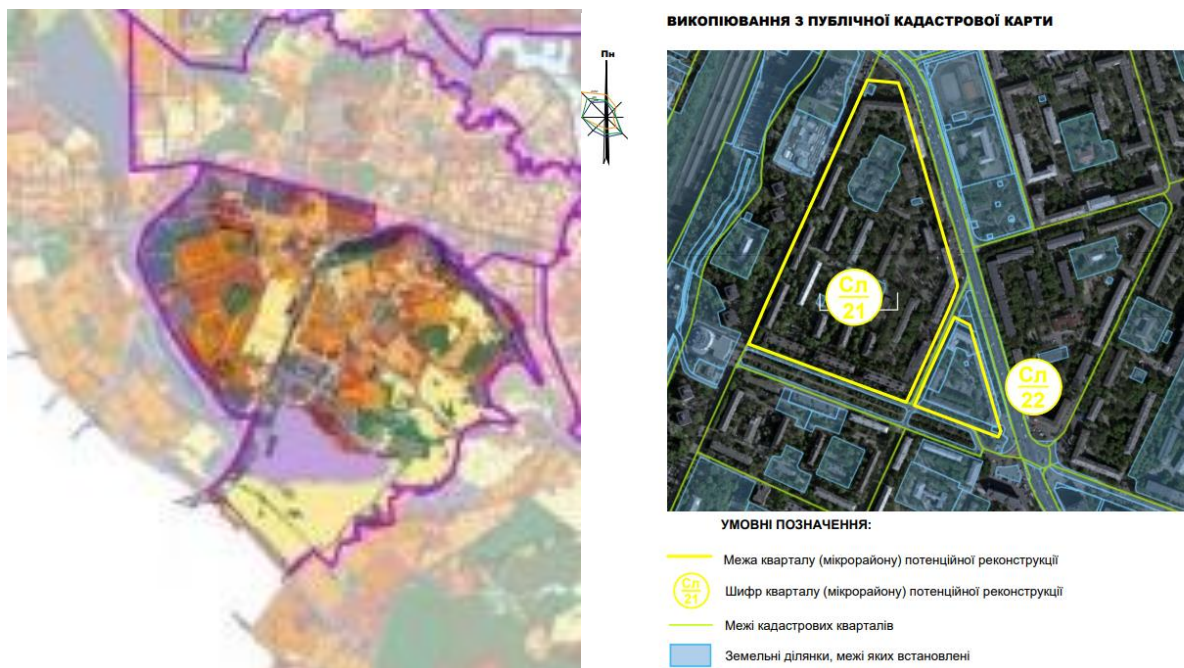 Пн
ВИКОПІЮВАННЯ З ПУБЛІЧНОЇ КАДАСТРОВОЇ КАРТИ
Сл
21
Сл
22
УМОВНІ ПОЗНАЧЕННЯ:
Межа кварталу (мікрорайону) потенційної реконструкції
Сл
21
Шифр кварталу (мікрорайону) потенційної реконструкції
Межі кадастрових кварталів
Земельні ділянки, межі яких встановлені